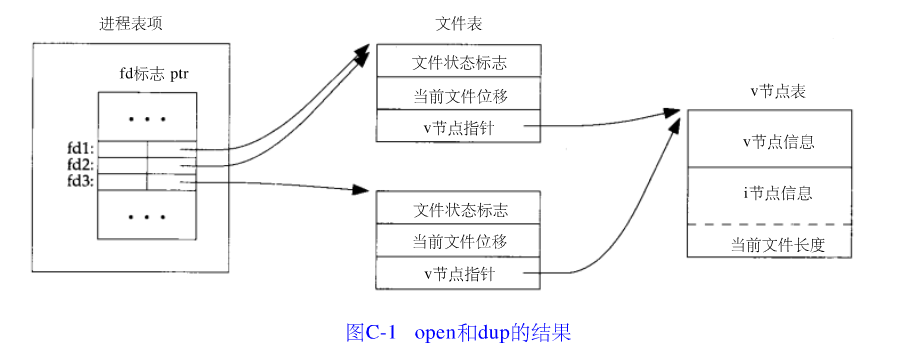 进程表项
fd标志 ptr
• • •
fd1:
fd2:
fd3:
• • •
文件表
文件状态标志
当前文件位移
v节点指针
文件状态标志
当前文件位移
v节点指针
v节点表
v节点信息
i节点信息
当前文件长度
图C-1 open和dup的结果